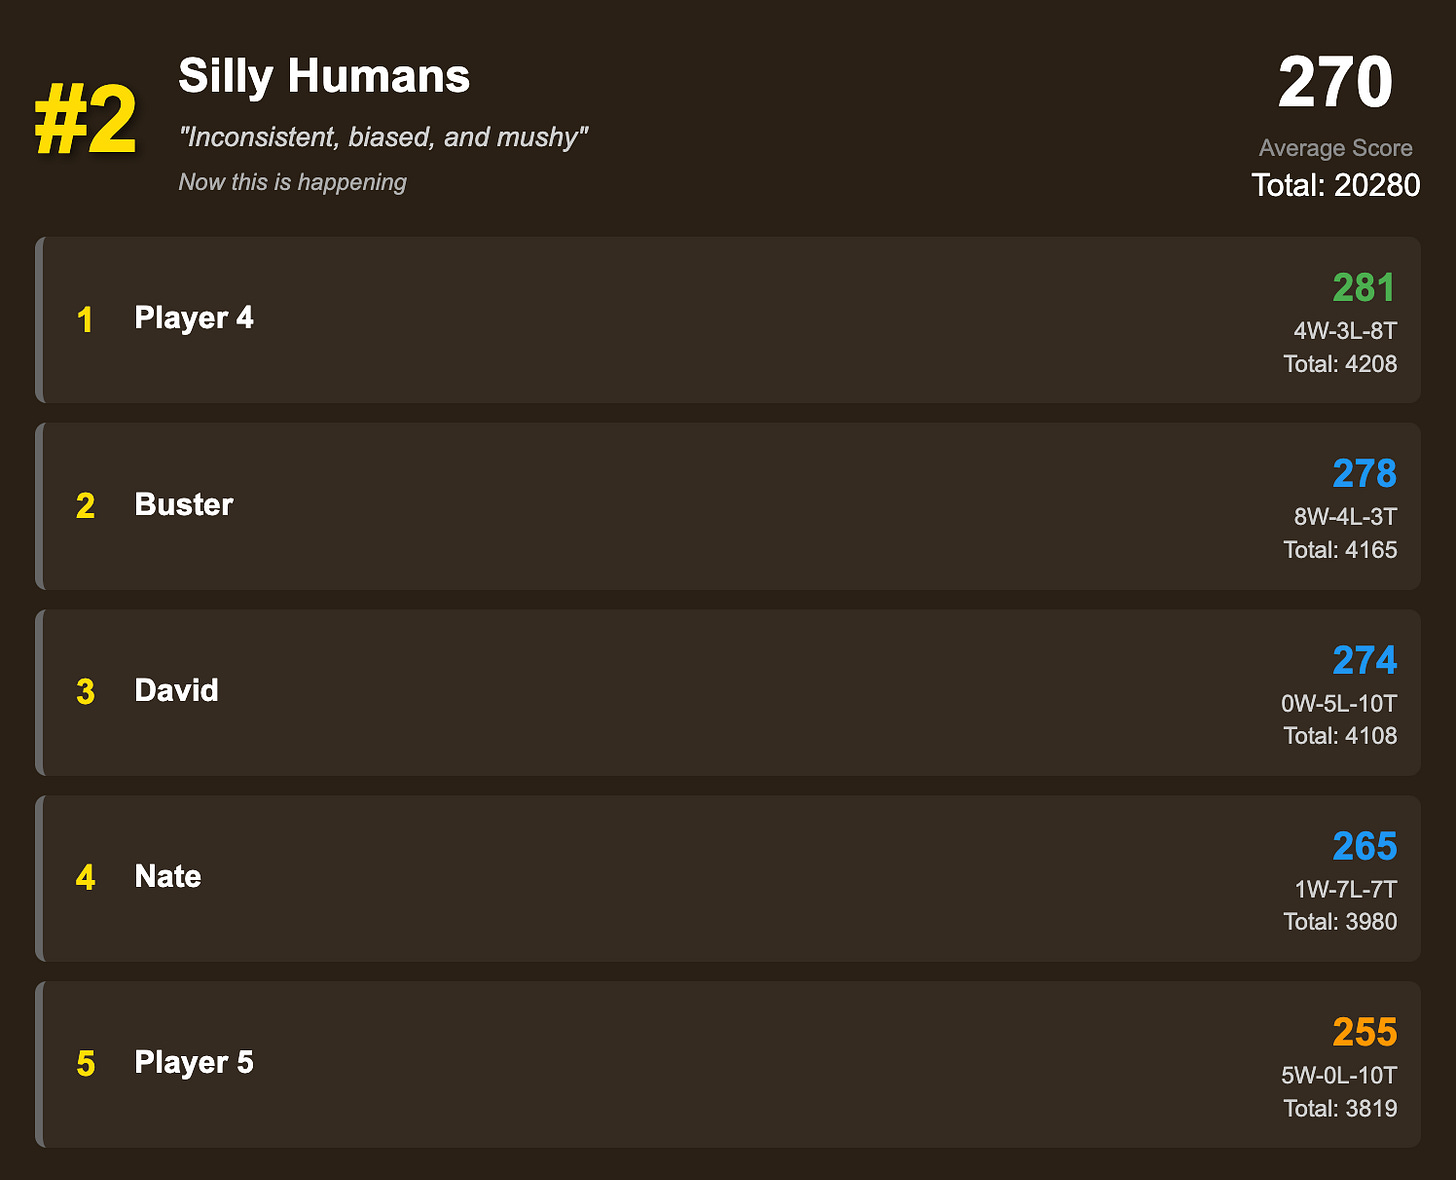 #2
Silly Humans
"Inconsistent, biased, and mushy"
Now this is happening
270
Average Score
Total: 20280
1
Player 4
281
4W-3L-8T
Total: 4208
2
Buster
278
8W-4L-3T
Total: 4165
3
David
274
0W-5L-10T
Total: 4108
4
Nate
265
1W-7L-7T
Total: 3980
5
Player 5
255
5W-0L-10T
Total: 3819